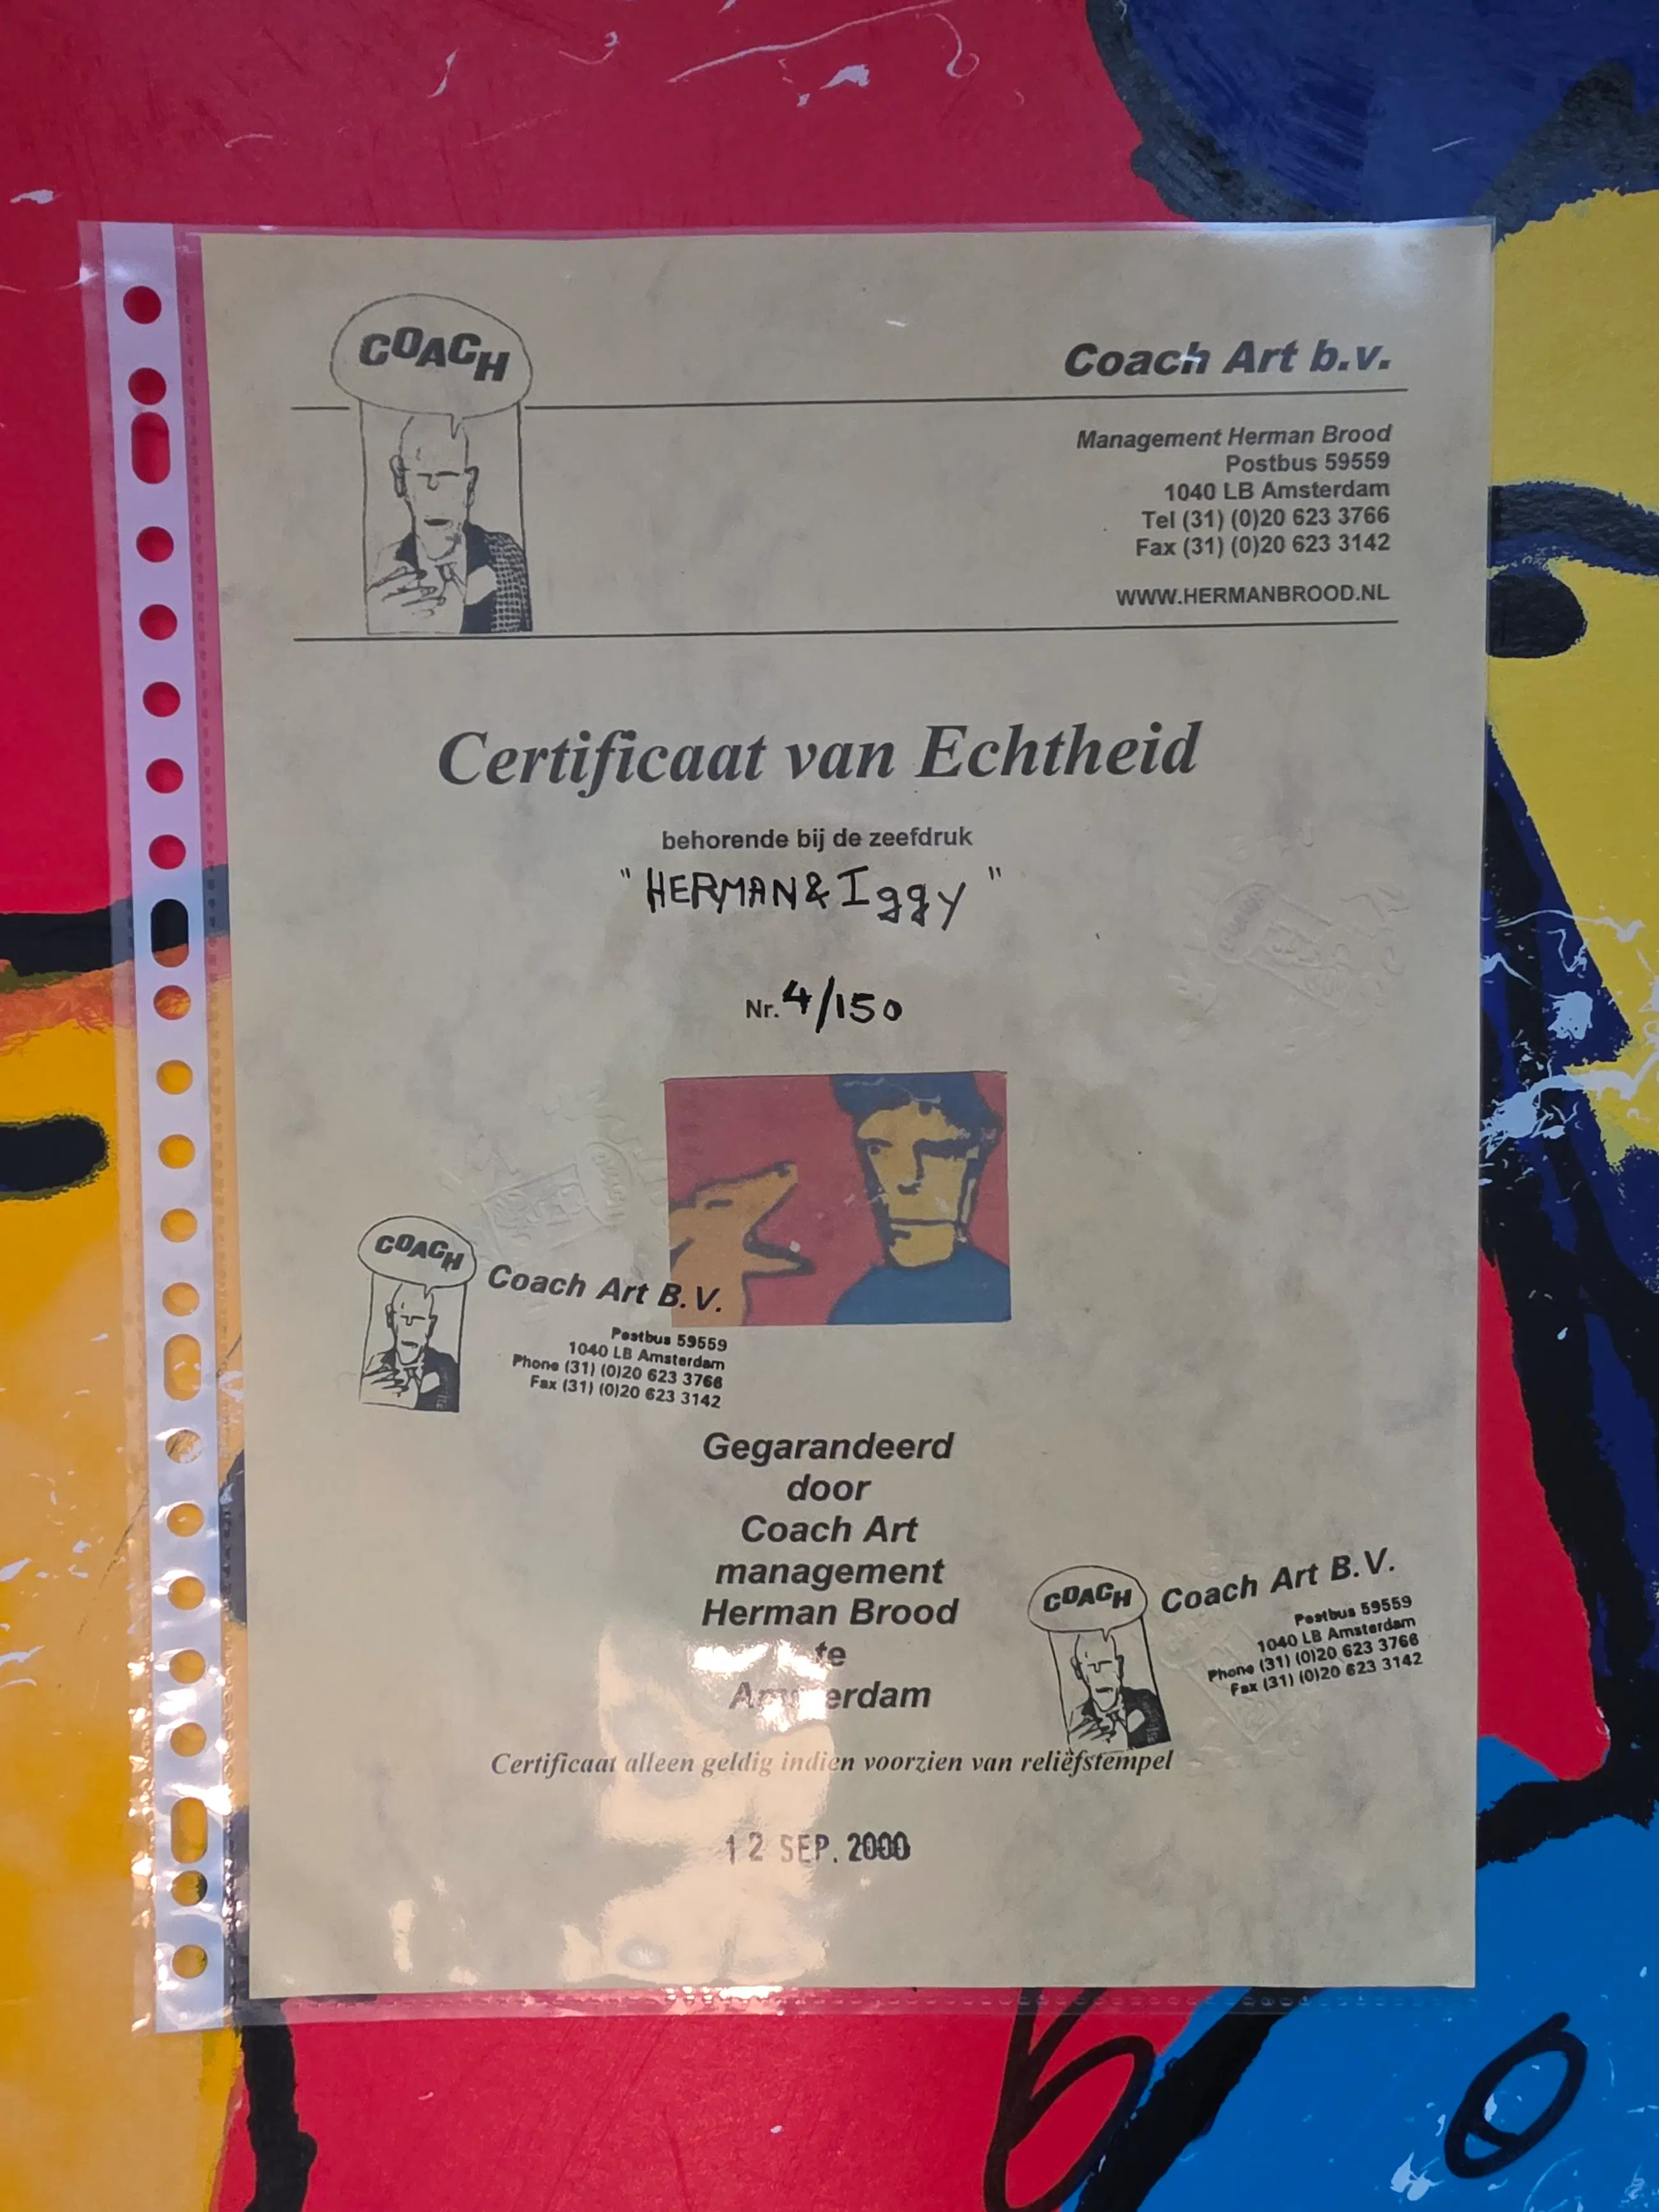 COACH
Coach Art b.v.
Management Herman Brood
Postbus 59559
1040 LB Amsterdam
Tel (31) (0)20 623 3766
Fax (31) (0)20 623 3142
WWW.HERMANBROOD.NL
Certificaat van Echtheid
behorende bij de zeefdruk
"HERMAN & Iggy"
Nr. 4/150
COACH
Coach Art B.V.
Postbus 59559
1040 LB Amsterdam
Phone (31) (0)20 623 3766
Fax (31) (0)20 623 3142
Gegarandeerd
door
Coach Art
management
Herman Brood
te
Amsterdam
COACH
Coach Art B.V.
Postbus 59559
1040 LB Amsterdam
Phone (31) (0)20 623 3766
Fax (31) (0)20 623 3142
Certificaat alleen geldig indien voorzien van reliëfstempel
12 SEP. 2000